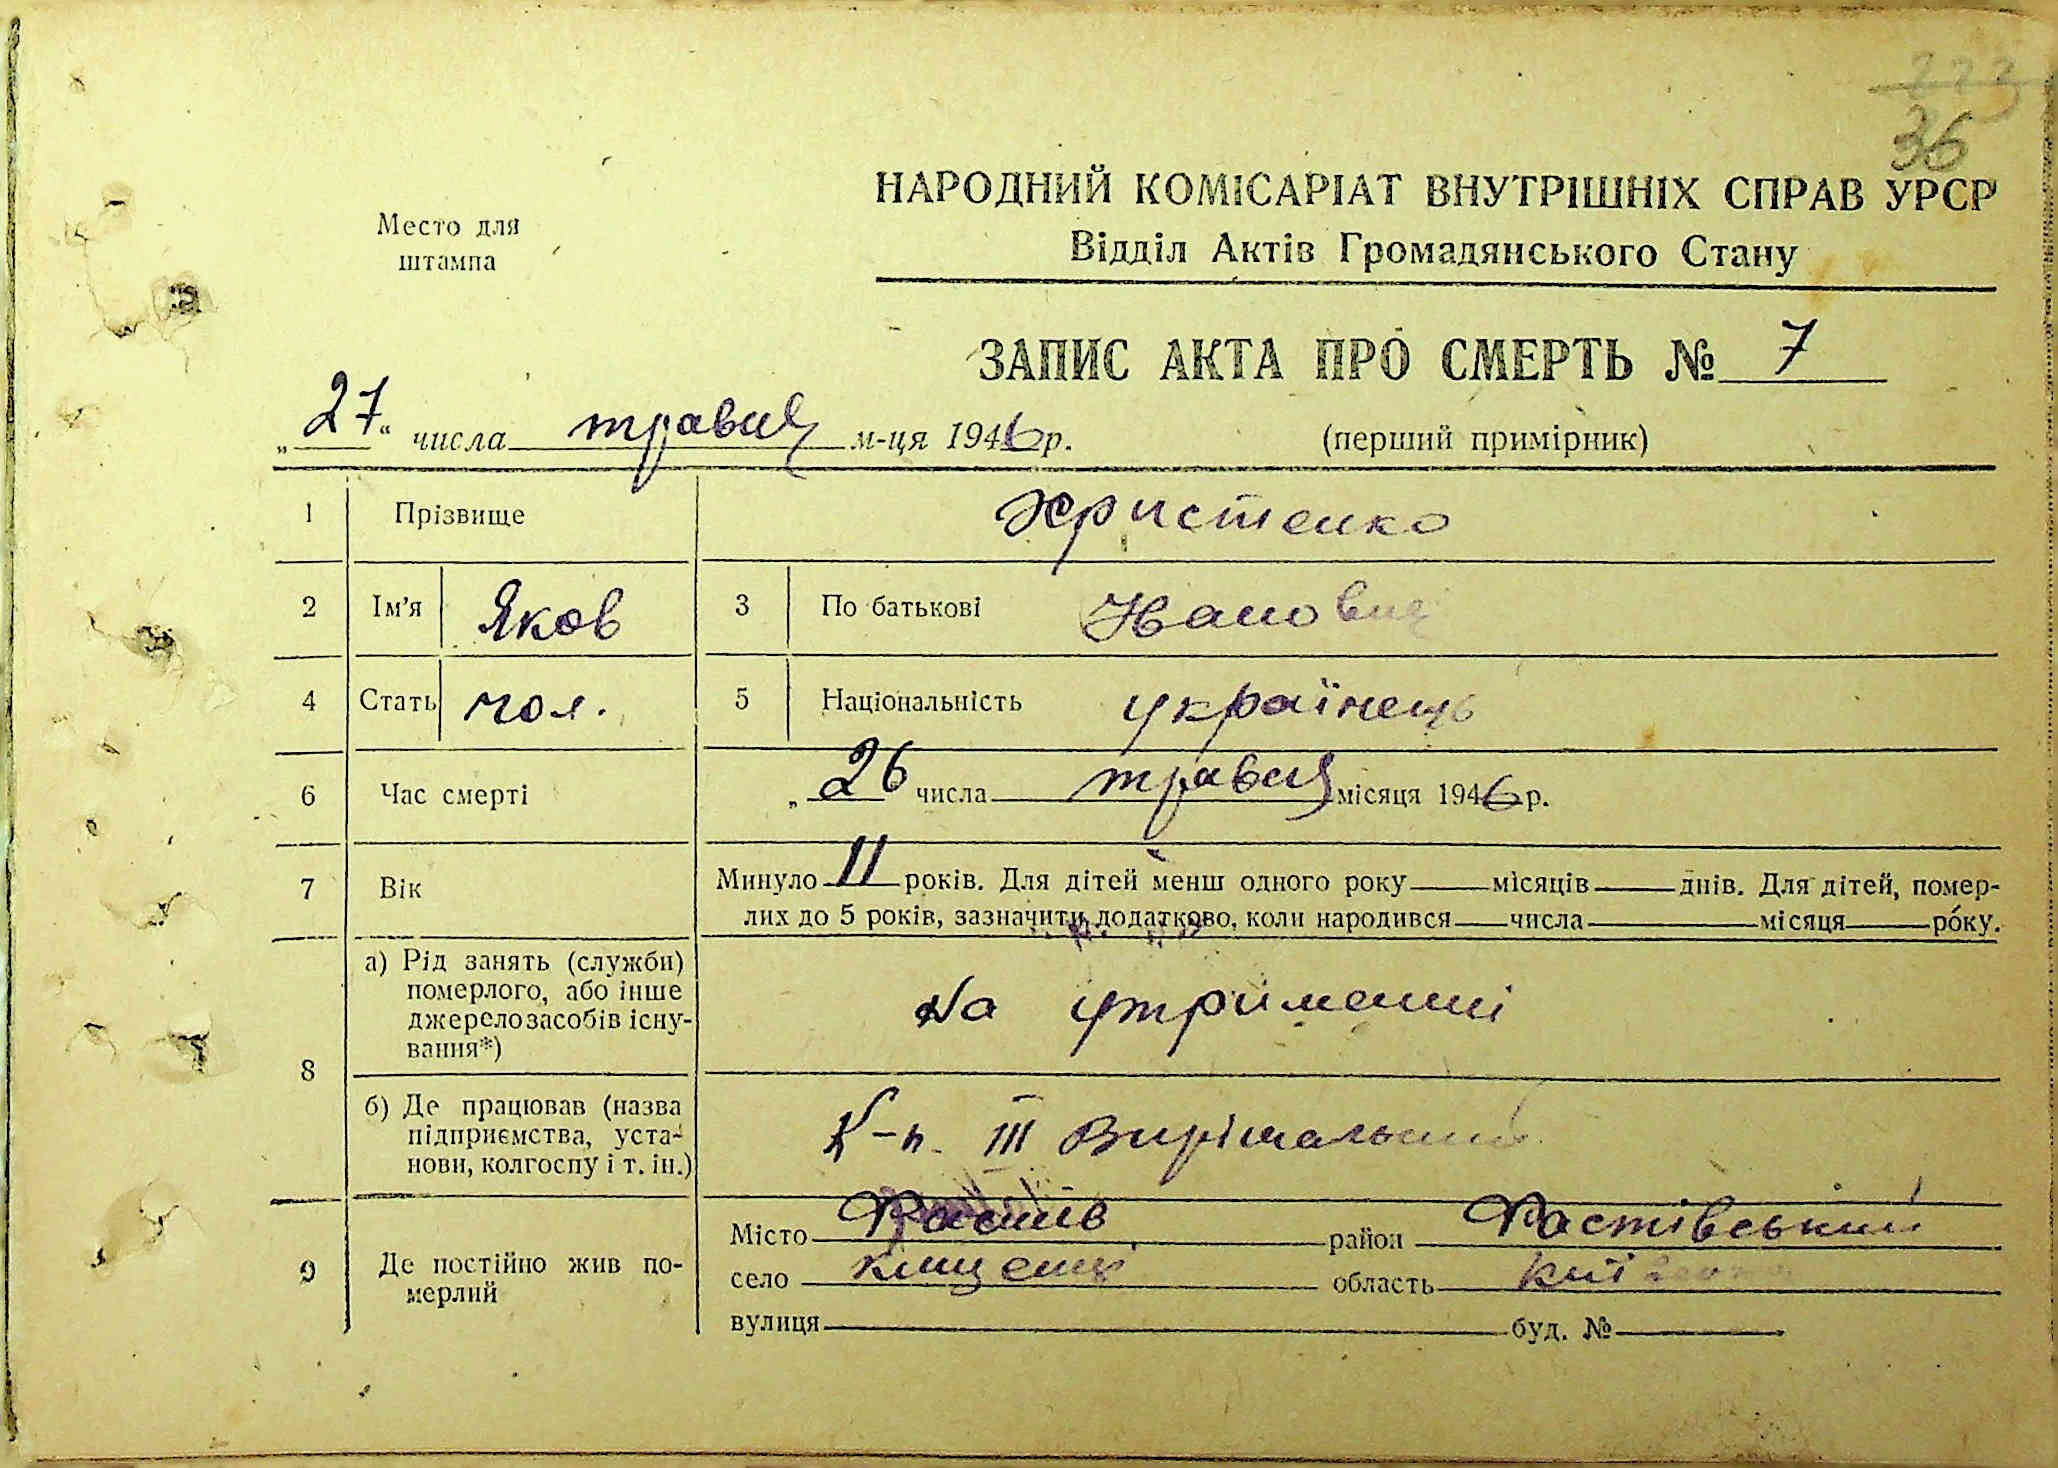 223
36
НАРОДНИЙ КОМІСАРІАТ ВНУТРІШНІХ СПРАВ УРСР
Место для
штампа
Відділ Актів Громадянського Стану
ЗАПИС АКТА ПРО СМЕРТЬ № 7
„27“ числа травня м-ця 1946 р. (перший примірник)
1 Прізвище Христенко
2 Ім'я Яков 3 По батькові Іванович
4 Стать чол. 5 Національність українець
6 Час смерті „26 числа травня місяця 1946 р.
7 Вік Минуло 11 років. Для дітей менш одного року місяців днів. Для дітей, помер-
лих до 5 років, зазначити додатково, коли народився числа місяця року.
8 а) Рід занять (служби)
померлого, або інше
джерело засобів існу-
вання*) На утриманні
б) Де працював (назва
підприємства, уста-
нови, колгоспу і т. ін.) К-п. III Вирішальний
9 Де постійно жив по-
мерлий
Місто Фастів район Фастівський
село область Київська
вулиця буд. №